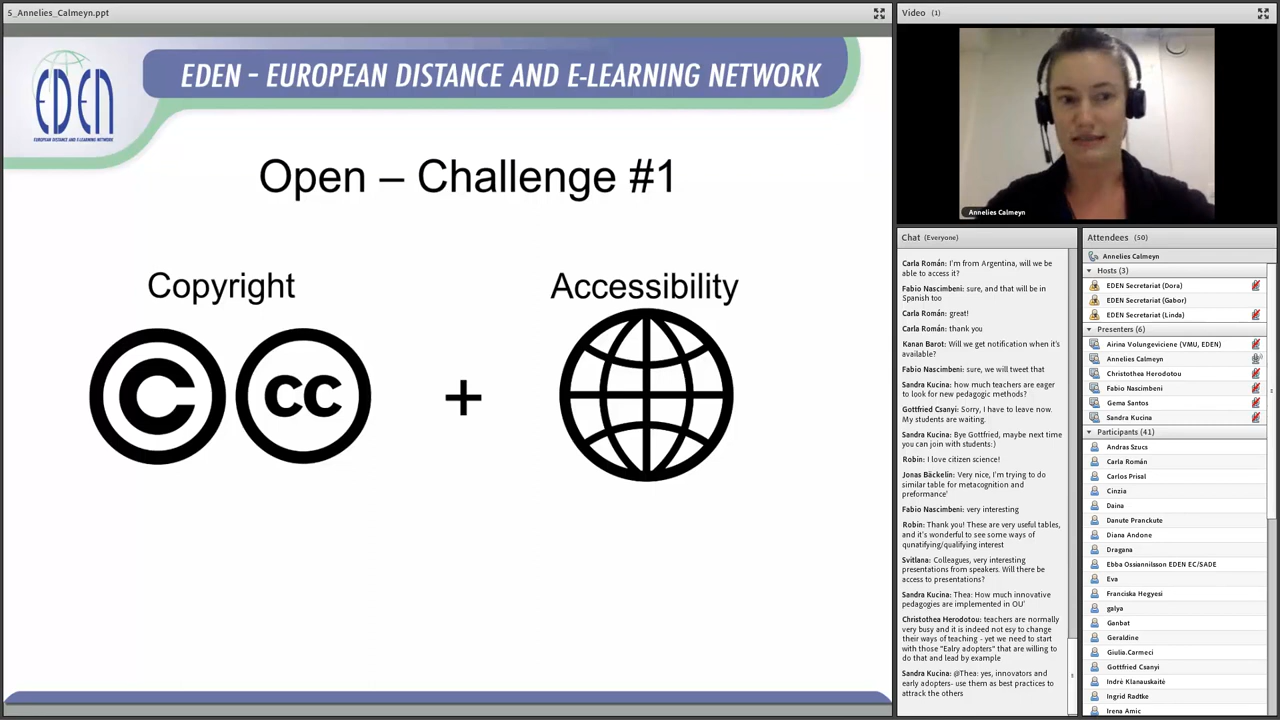 5_Annelies_Calmeyn.ppt
EDEN
EUROPEAN DISTANCE AND E-LEARNING NETWORK
EDEN - EUROPEAN DISTANCE AND E-LEARNING NETWORK
Open – Challenge #1
Copyright
Accessibility
C
cc
+
Video (1)
Annelies Calmeyn
Chat (Everyone)
Carla Román: I'm from Argentina, will we be
able to access it?
Fabio Nascimbeni: sure, and that will be in
Spanish too
Carla Román: great!
Carla Román: thank you
Kanan Barot: Will we get notification when it's
available?
Fabio Nascimbeni: sure, we will tweet that
Sandra Kucina: how much teachers are eager
to look for new pedagogic methods?
Gottfried Csanyi: Sorry, I have to leave now.
My students are waiting.
Sandra Kucina: Bye Gottfried, maybe next time
you can join with students:)
Robin: I love citizen science!
Jonas Bäckelin: Very nice, I'm trying to do
similar table for metacognition and
preformance'
Fabio Nascimbeni: very interesting
Robin: Thank you! These are very useful tables,
and it's wonderful to see some ways of
qunatifying/qualifying interest
Svitlana: Colleagues, very interesting
presentations from speakers. Will there be
access to presentations?
Sandra Kucina: Thea: How much innovative
pedagogies are implemented in OU'
Christothea Herodotou: teachers are normally
very busy and it is indeed not esy to change
their ways of teaching - yet we need to start
with those "Ealry adopters" that are willing to
do that and lead by example
Sandra Kucina: @Thea: yes, innovators and
early adopters- use them as best practices to
attrack the others
Attendees (50)
Annelies Calmeyn
Hosts (3)
EDEN Secretariat (Dora)
EDEN Secretariat (Gabor)
EDEN Secretariat (Linda)
Presenters (6)
Airina Volungeviciene (VMU, EDEN)
Annelies Calmeyn
Christothea Herodotou
Fabio Nascimbeni
Gema Santos
Sandra Kucina
Participants (41)
Andras Szucs
Carla Román
Carlos Prisal
Cinzia
Daina
Danute Pranckute
Diana Andone
Dragana
Ebba Ossiannilsson EDEN EC/SADE
Eva
Franciska Hegyesi
galya
Ganbat
Geraldine
Giulia.Carmeci
Gottfried Csanyi
Indrė Klanauskaitė
Ingrid Radtke
Irena Amic